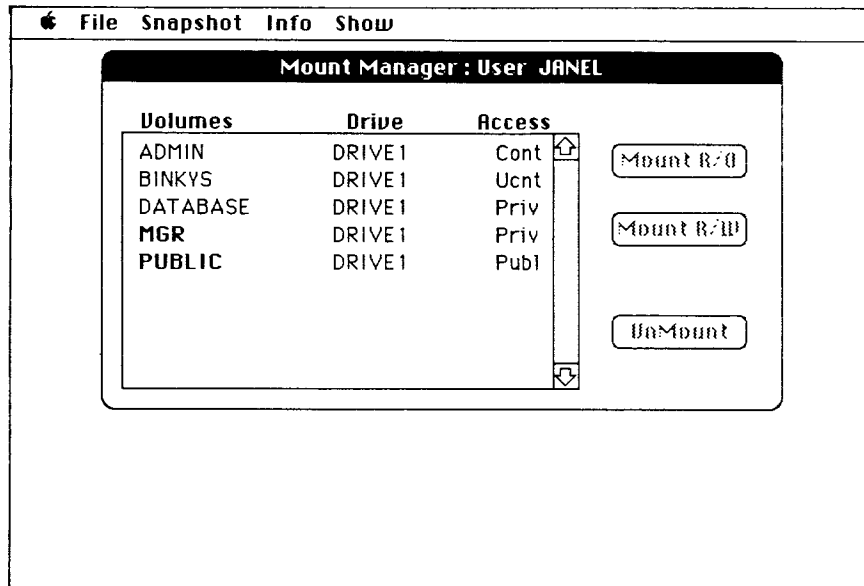 File Snapshot Info Show
Mount Manager : User JANEL
Volumes Drive Access
ADMIN DRIVE1 Cont
BINKYS DRIVE1 Ucnt
DATABASE DRIVE1 Priv
MGR DRIVE1 Priv
PUBLIC DRIVE1 Publ
Mount R/O
Mount R/W
UnMount